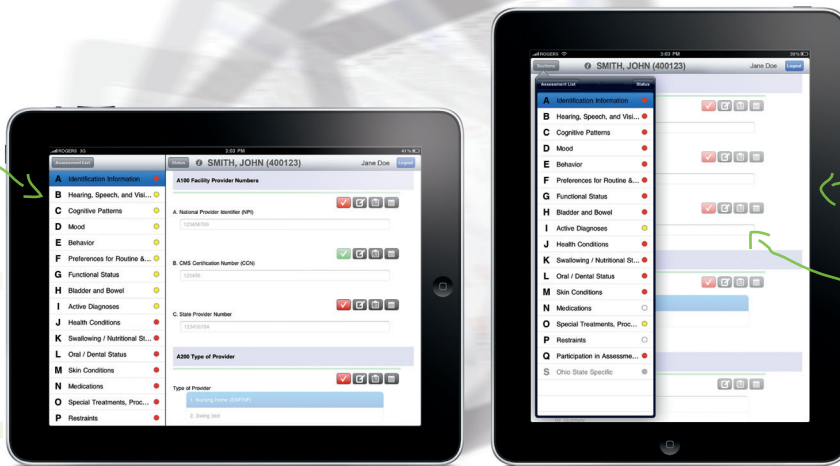 ROGERS 3G 3:03 PM 41%
Assessment List Status SMITH, JOHN (400123) Jane Doe Logout
A Identification Information
B Hearing, Speech, and Visi...
C Cognitive Patterns
D Mood
E Behavior
F Preferences for Routine &...
G Functional Status
H Bladder and Bowel
I Active Diagnoses
J Health Conditions
K Swallowing / Nutritional St...
L Oral / Dental Status
M Skin Conditions
N Medications
O Special Treatments, Proc...
P Restraints
A100 Facility Provider Numbers
A. National Provider Identifier (NPI)
123456789
B. CMS Certification Number (CCN)
123456
C. State Provider Number
A200 Type of Provider
Type of Provider
1. Nursing home (SNF/NF)
2. Swing bed
ROGERS 3:03 PM
Sections SMITH, JOHN (400123) Jane Doe Logout
Assessment List Status
A Identification Information
B Hearing, Speech, and Visi...
C Cognitive Patterns
D Mood
E Behavior
F Preferences for Routine &...
G Functional Status
H Bladder and Bowel
I Active Diagnoses
J Health Conditions
K Swallowing / Nutritional St...
L Oral / Dental Status
M Skin Conditions
N Medications
O Special Treatments, Proc...
P Restraints
Q Participation in Assessme...
S Ohio State Specific